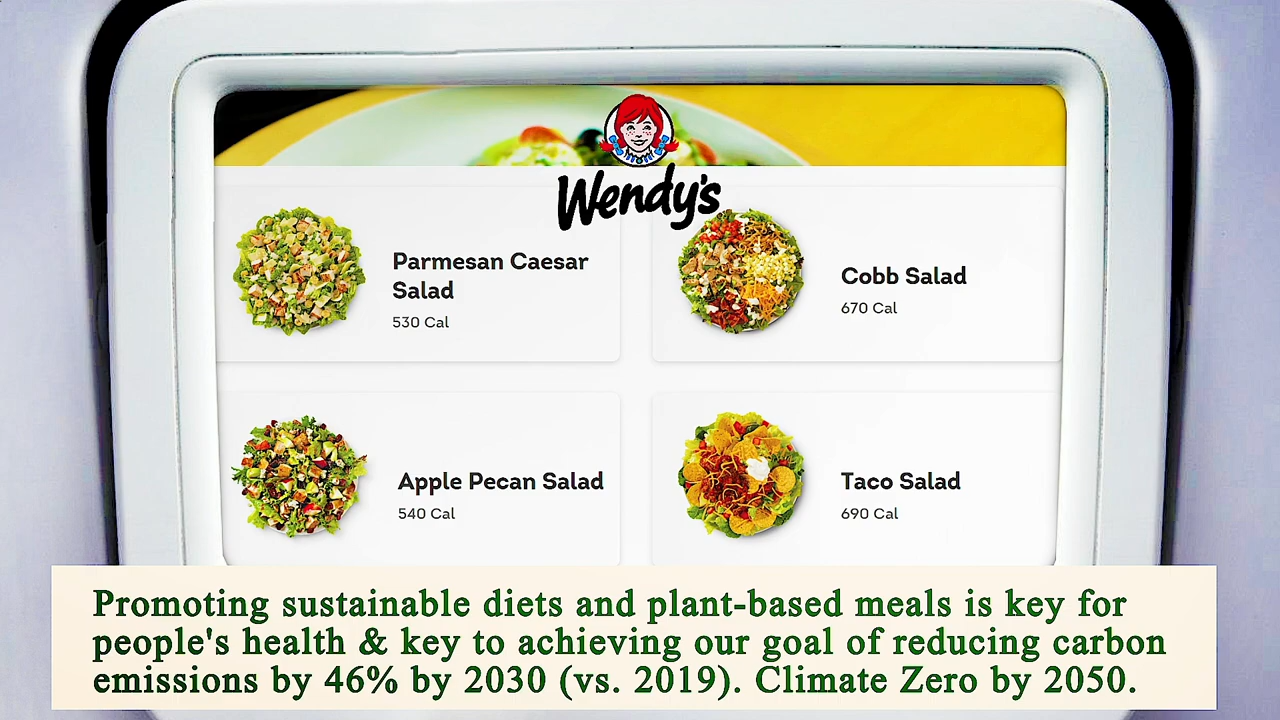 Wendy's
Parmesan Caesar
Salad
530 Cal
Cobb Salad
670 Cal
Apple Pecan Salad
540 Cal
Taco Salad
690 Cal
Promoting sustainable diets and plant-based meals is key for
people's health & key to achieving our goal of reducing carbon
emissions by 46% by 2030 (vs. 2019). Climate Zero by 2050.